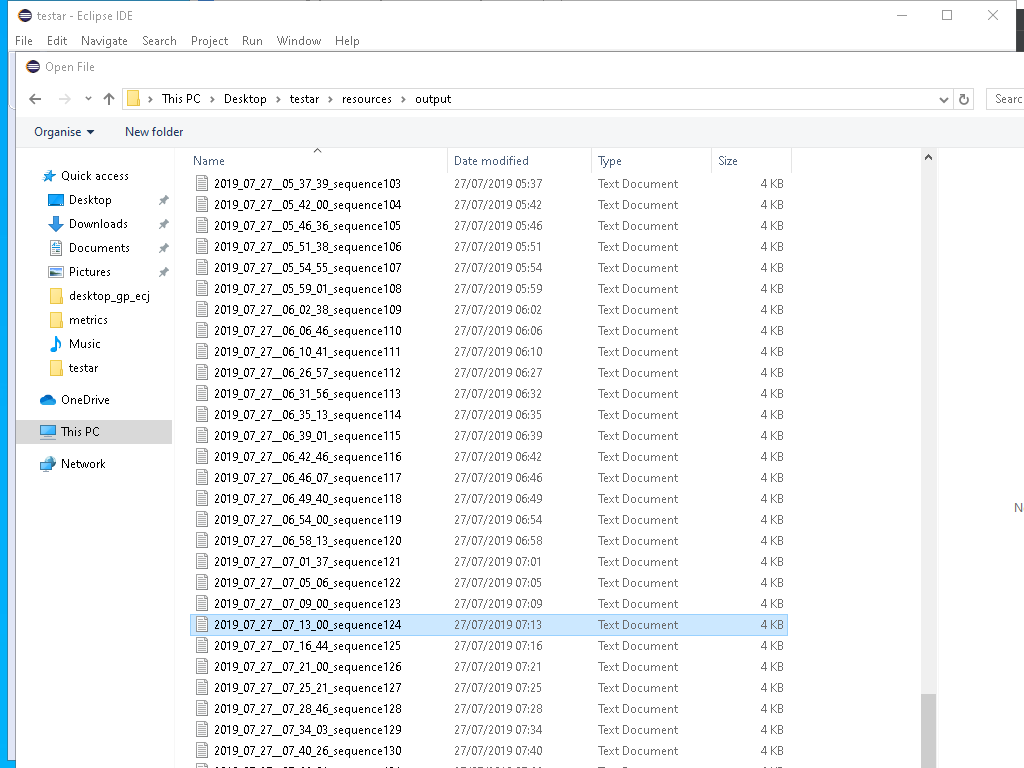 testar - Eclipse IDE
File Edit Navigate Search Project Run Window Help
Open File
This PC > Desktop > testar > resources > output
Organise New folder
Name Date modified Type Size
Quick access
Desktop
Downloads
Documents
Pictures
desktop_gp_ecj
metrics
Music
testar
OneDrive
This PC
Network
2019_07_27__05_37_39_sequence103 27/07/2019 05:37 Text Document 4 KB
2019_07_27__05_42_00_sequence104 27/07/2019 05:42 Text Document 4 KB
2019_07_27__05_46_36_sequence105 27/07/2019 05:46 Text Document 4 KB
2019_07_27__05_51_38_sequence106 27/07/2019 05:51 Text Document 4 KB
2019_07_27__05_54_55_sequence107 27/07/2019 05:54 Text Document 4 KB
2019_07_27__05_59_01_sequence108 27/07/2019 05:59 Text Document 4 KB
2019_07_27__06_02_38_sequence109 27/07/2019 06:02 Text Document 4 KB
2019_07_27__06_06_46_sequence110 27/07/2019 06:06 Text Document 4 KB
2019_07_27__06_10_41_sequence111 27/07/2019 06:10 Text Document 4 KB
2019_07_27__06_26_57_sequence112 27/07/2019 06:27 Text Document 4 KB
2019_07_27__06_31_56_sequence113 27/07/2019 06:32 Text Document 4 KB
2019_07_27__06_35_13_sequence114 27/07/2019 06:35 Text Document 4 KB
2019_07_27__06_39_01_sequence115 27/07/2019 06:39 Text Document 4 KB
2019_07_27__06_42_46_sequence116 27/07/2019 06:42 Text Document 4 KB
2019_07_27__06_46_07_sequence117 27/07/2019 06:46 Text Document 4 KB
2019_07_27__06_49_40_sequence118 27/07/2019 06:49 Text Document 4 KB
2019_07_27__06_54_00_sequence119 27/07/2019 06:54 Text Document 4 KB
2019_07_27__06_58_13_sequence120 27/07/2019 06:58 Text Document 4 KB
2019_07_27__07_01_37_sequence121 27/07/2019 07:01 Text Document 4 KB
2019_07_27__07_05_06_sequence122 27/07/2019 07:05 Text Document 4 KB
2019_07_27__07_09_00_sequence123 27/07/2019 07:09 Text Document 4 KB
2019_07_27__07_13_00_sequence124 27/07/2019 07:13 Text Document 4 KB
2019_07_27__07_16_44_sequence125 27/07/2019 07:16 Text Document 4 KB
2019_07_27__07_21_00_sequence126 27/07/2019 07:21 Text Document 4 KB
2019_07_27__07_25_21_sequence127 27/07/2019 07:25 Text Document 4 KB
2019_07_27__07_28_46_sequence128 27/07/2019 07:28 Text Document 4 KB
2019_07_27__07_34_03_sequence129 27/07/2019 07:34 Text Document 4 KB
2019_07_27__07_40_26_sequence130 27/07/2019 07:40 Text Document 4 KB